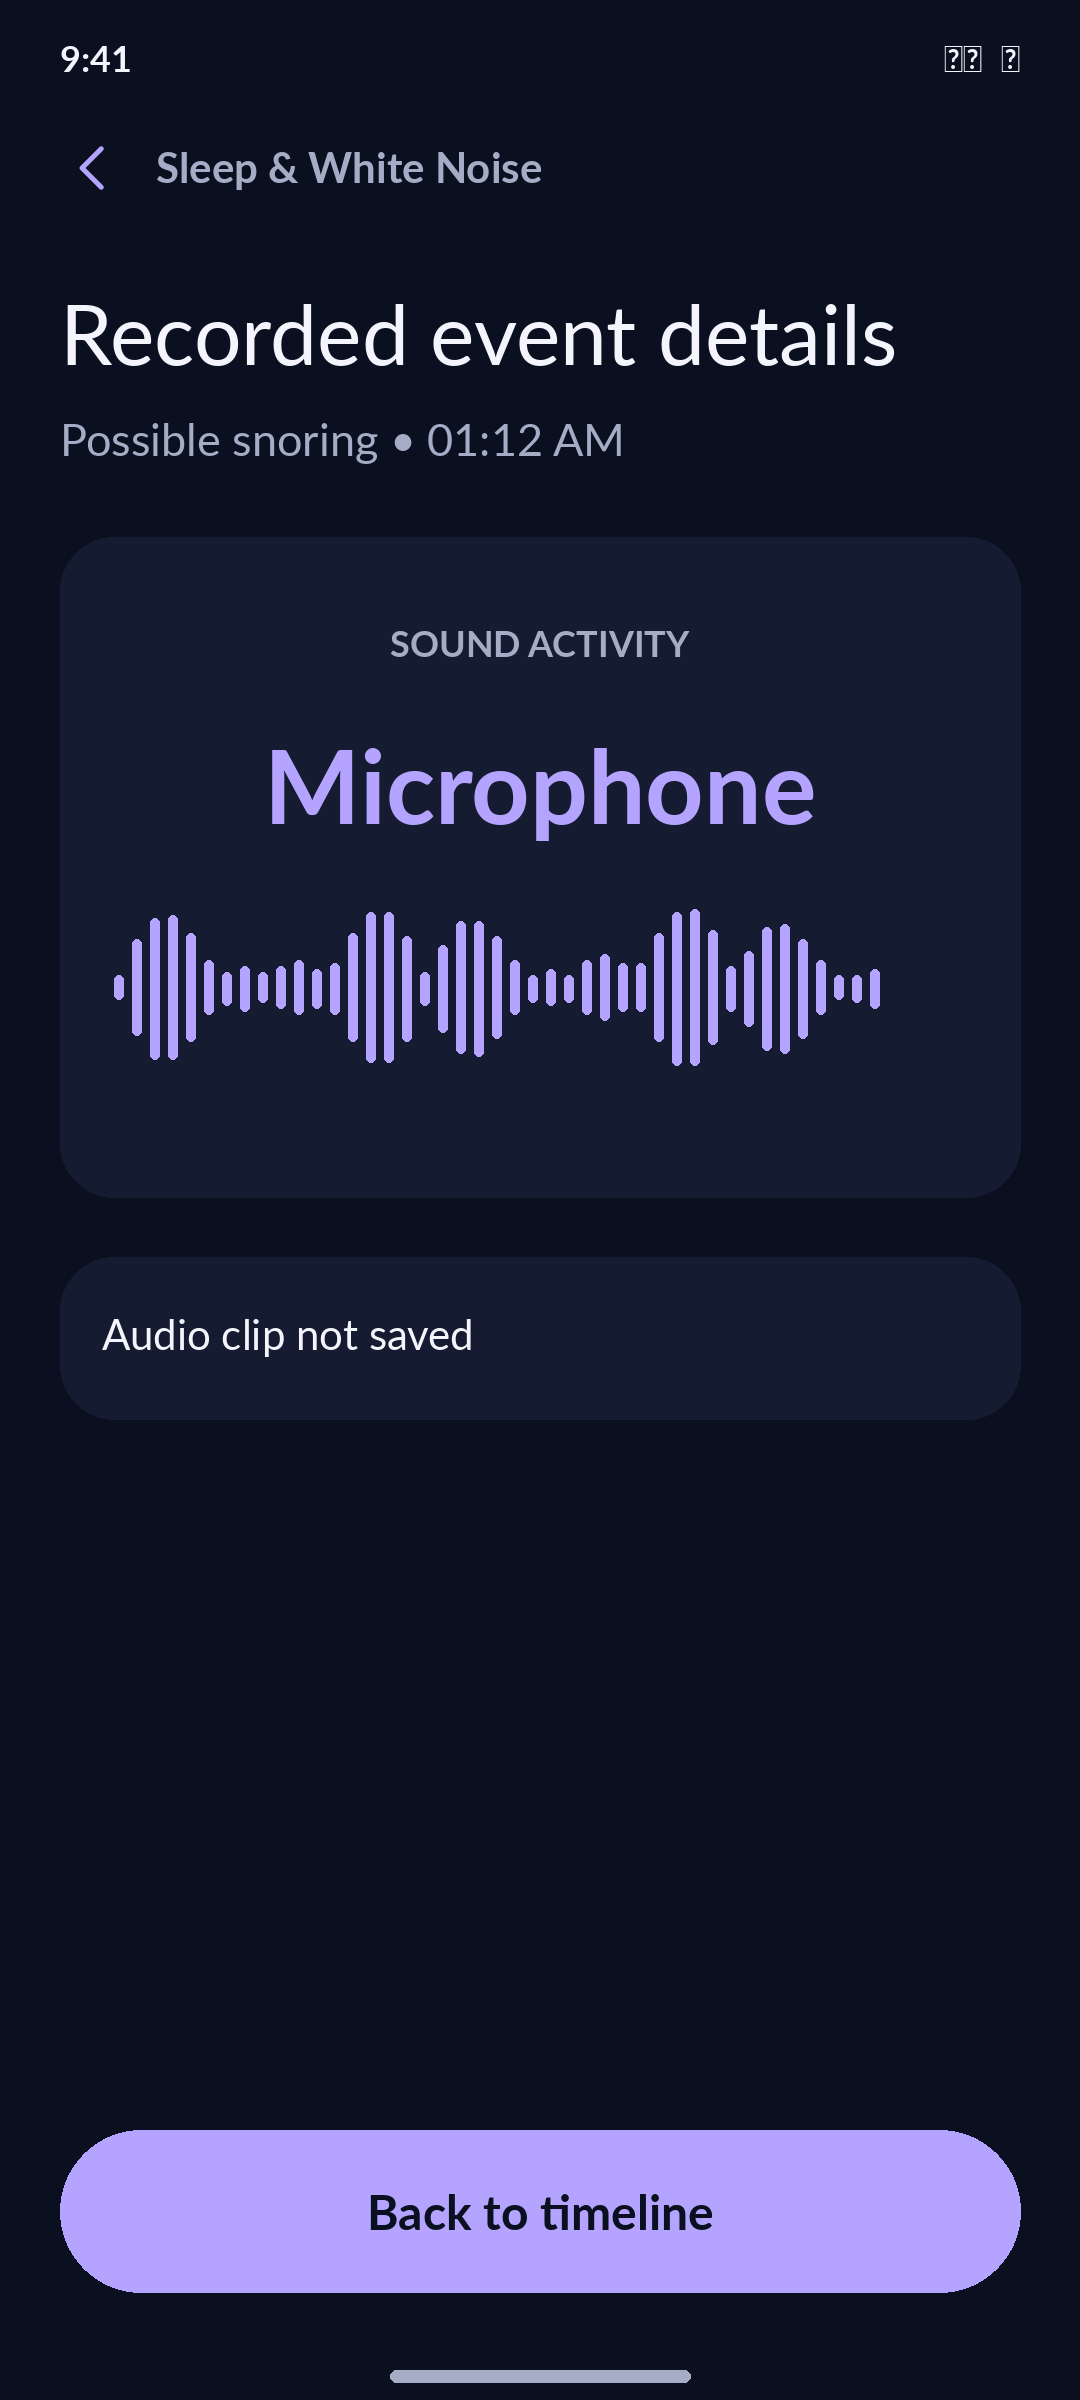 9:41
Sleep & White Noise
Recorded event details
Possible snoring • 01:12 AM
SOUND ACTIVITY
Microphone
Audio clip not saved
Back to timeline